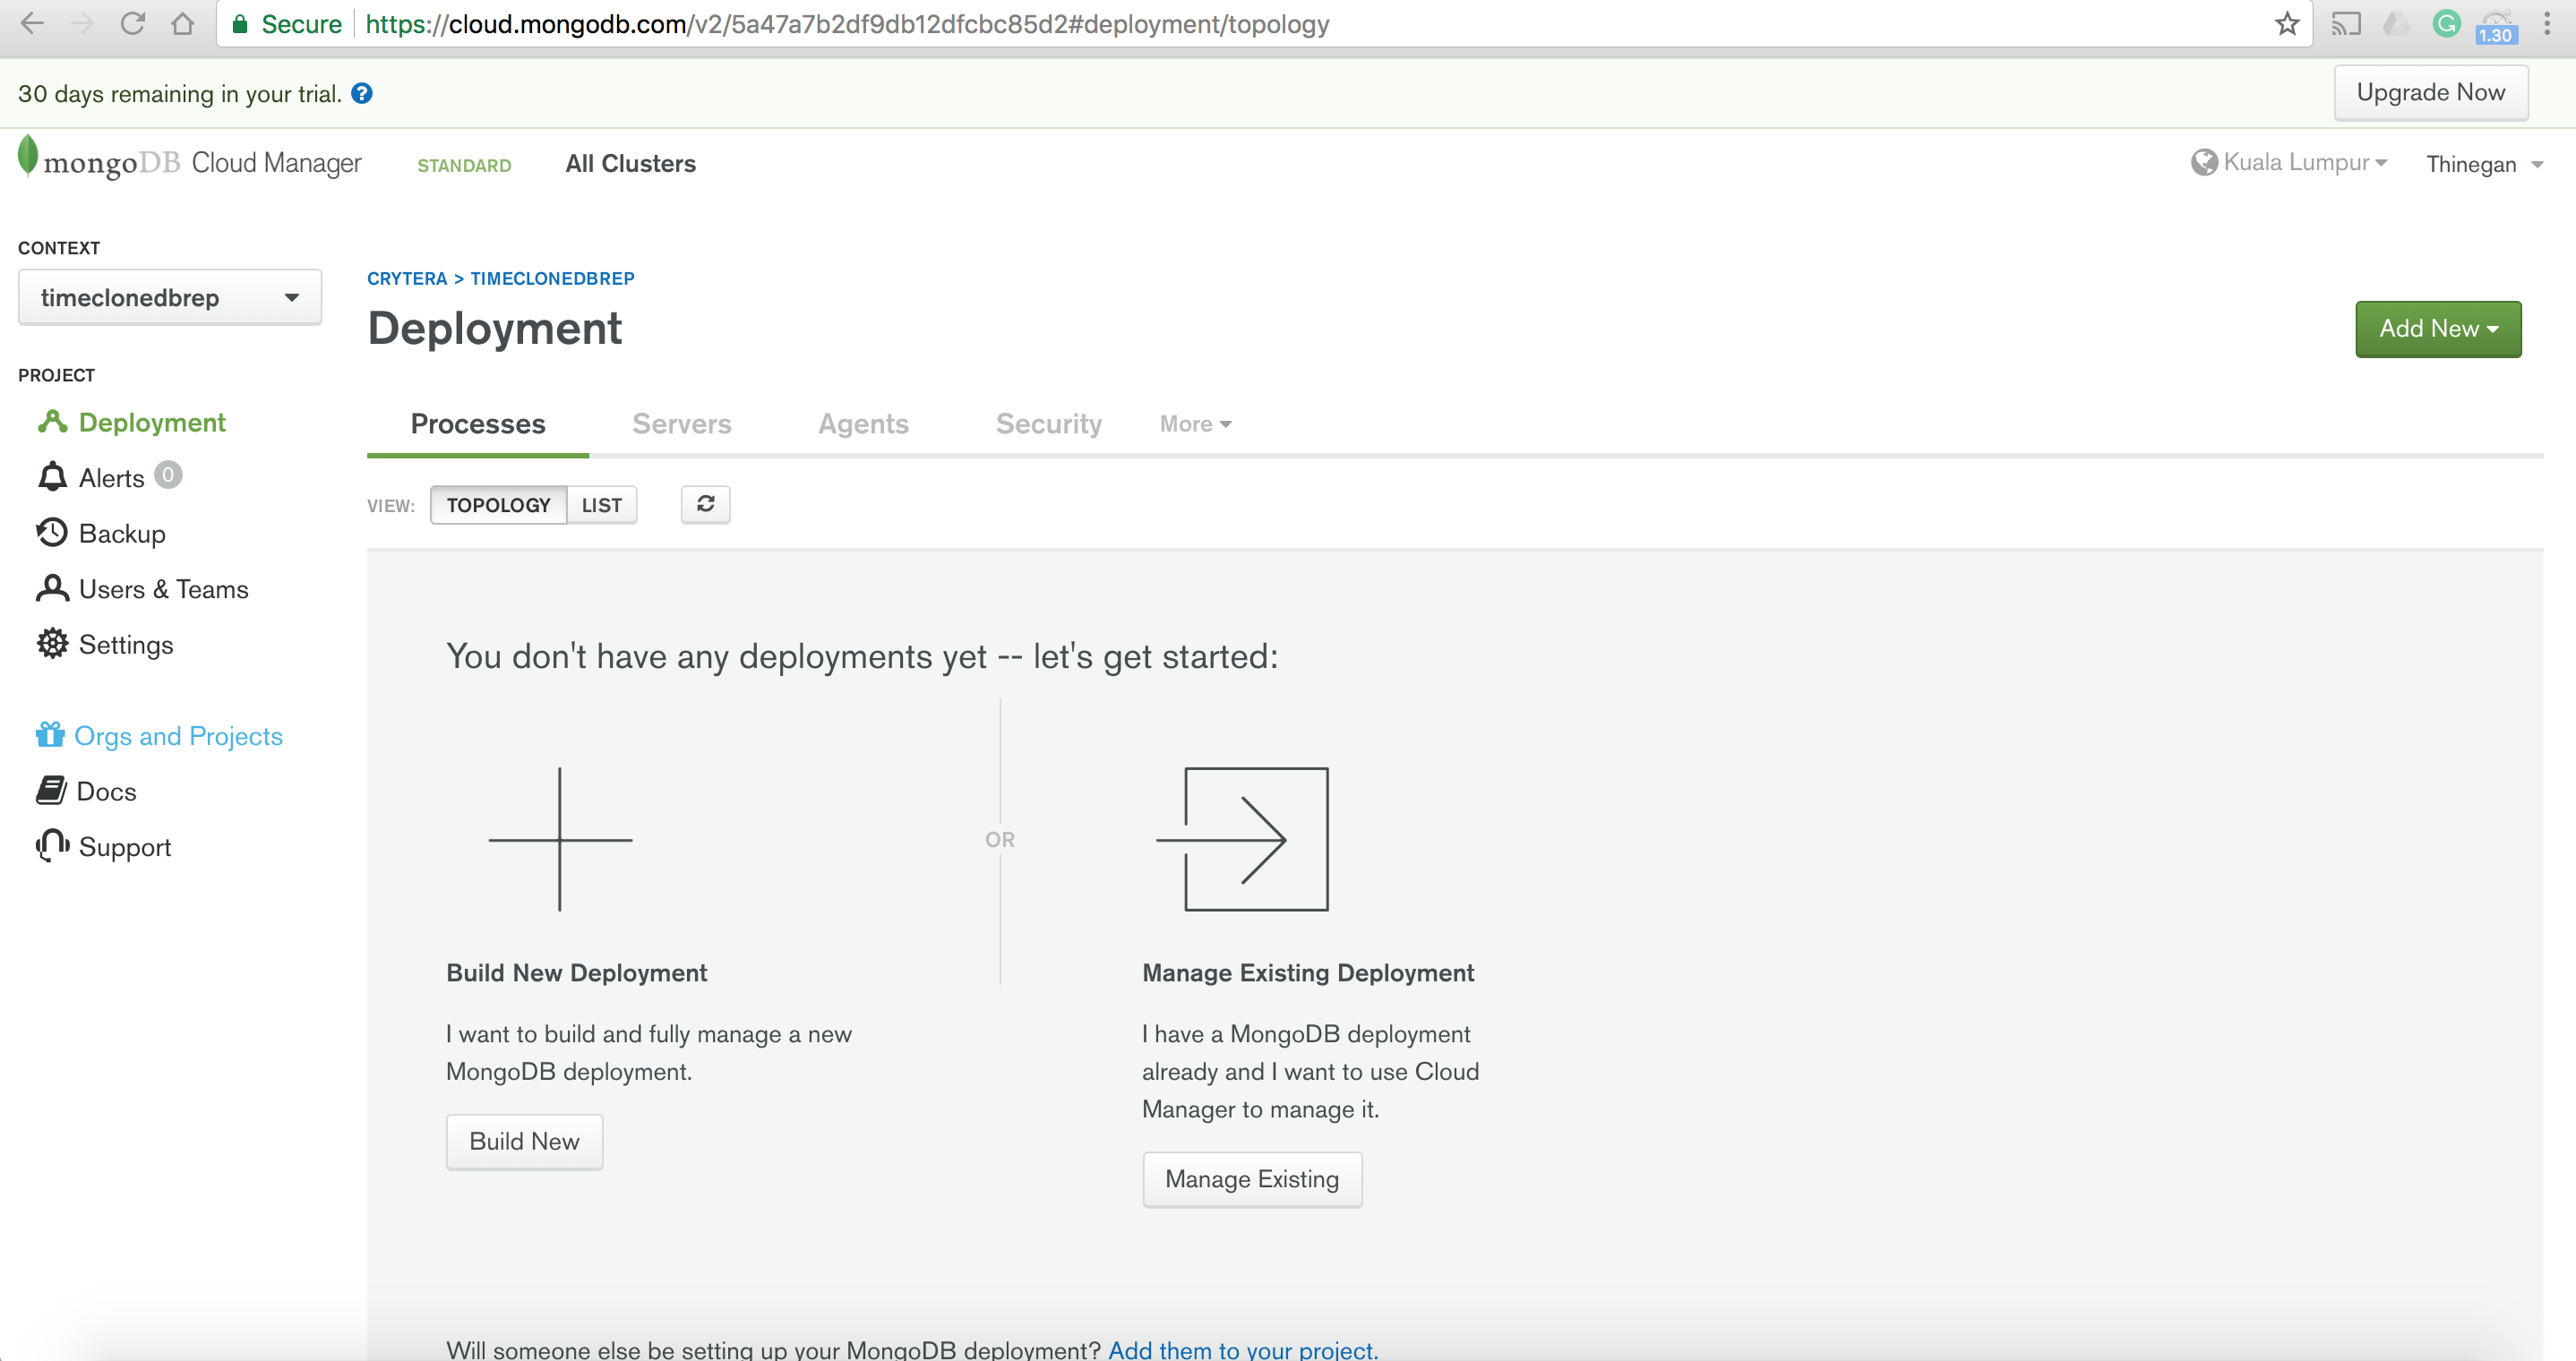 Secure https://cloud.mongodb.com/v2/5a47a7b2df9db12dfcbc85d2#deployment/topology
1.30
30 days remaining in your trial. ?
Upgrade Now
mongoDB Cloud Manager STANDARD All Clusters
Kuala Lumpur Thinegan
CONTEXT
timeclonedbrep
PROJECT
Deployment
Alerts 0
Backup
Users & Teams
Settings
Orgs and Projects
Docs
Support
CRYTERA > TIMECLONEDBREP
Deployment
Add New
Processes Servers Agents Security More
VIEW: TOPOLOGY LIST
You don't have any deployments yet -- let's get started:
OR
Build New Deployment
I want to build and fully manage a new
MongoDB deployment.
Build New
Manage Existing Deployment
I have a MongoDB deployment
already and I want to use Cloud
Manager to manage it.
Manage Existing
Will someone else be setting up your MongoDB deployment? Add them to your project.